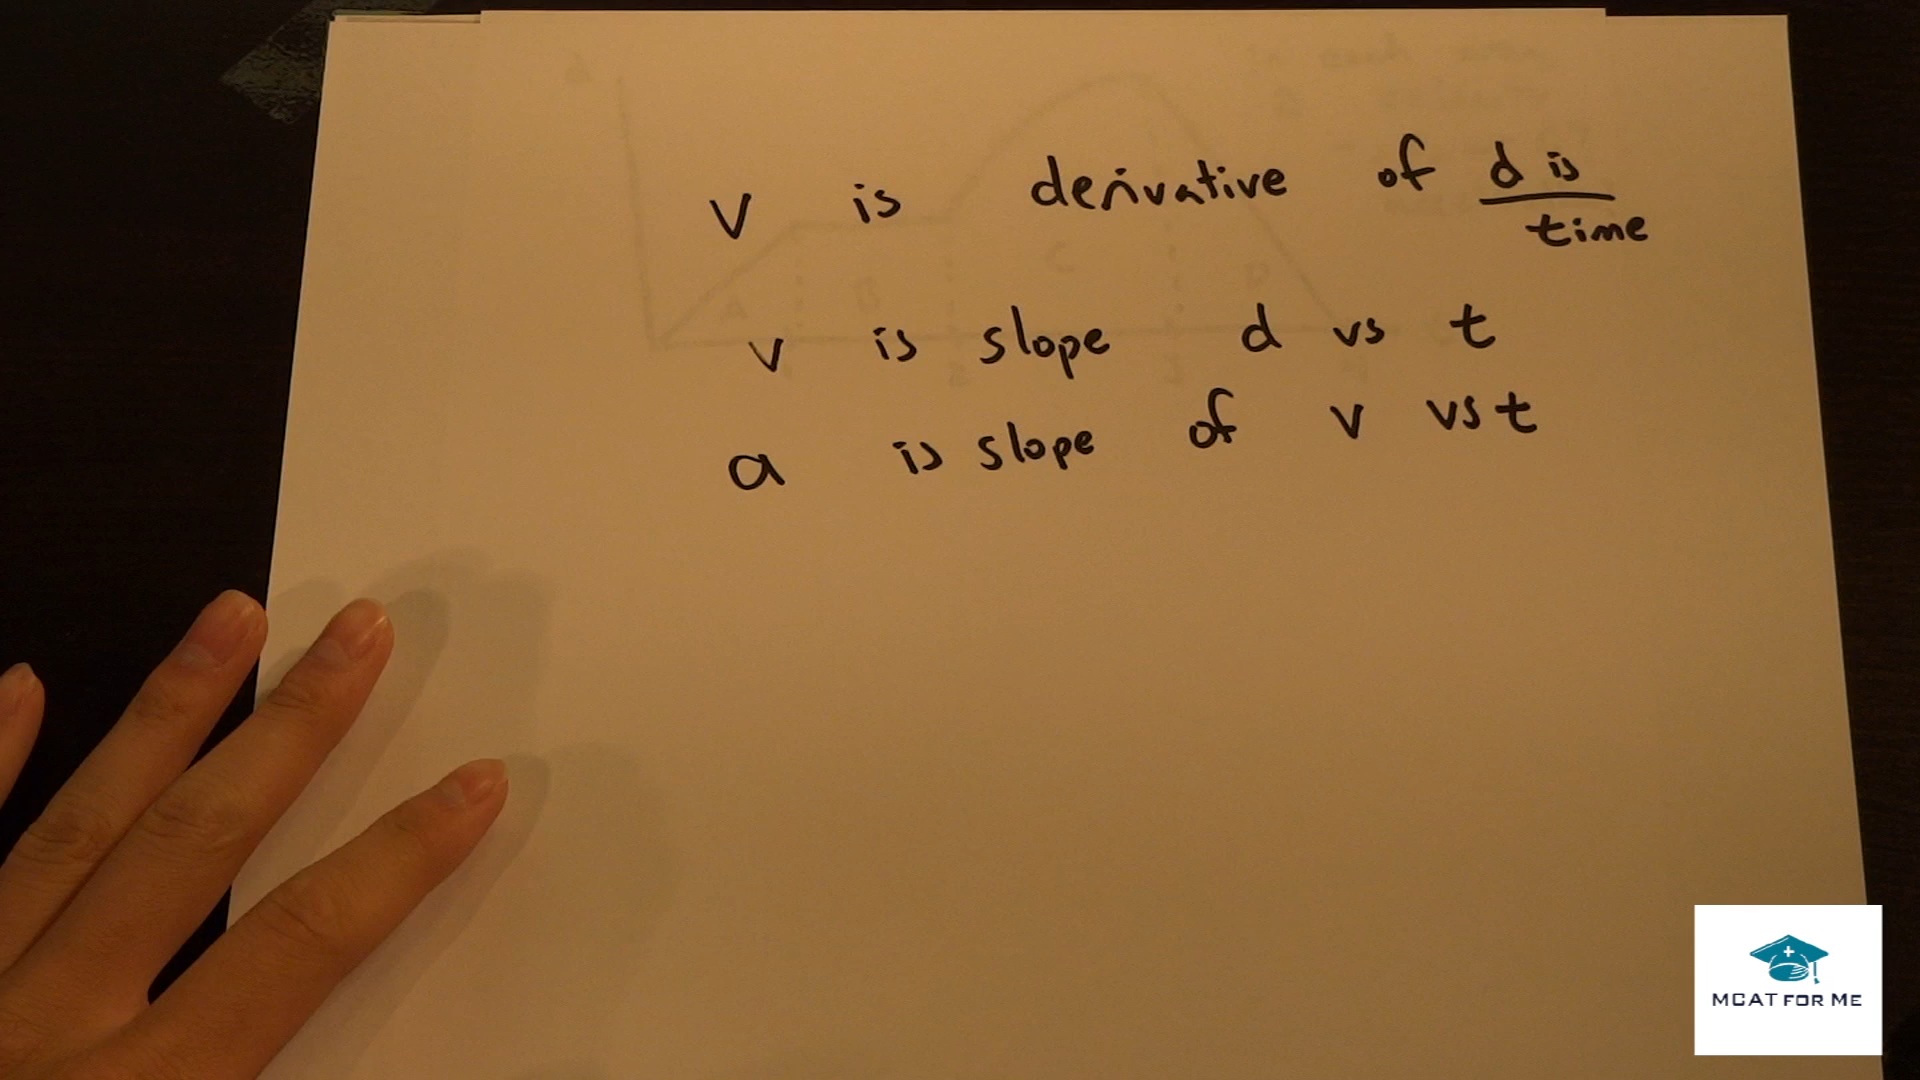 v is derivative of d is
time
v is slope d vs t
a is slope of v vs t
MCAT FOR ME